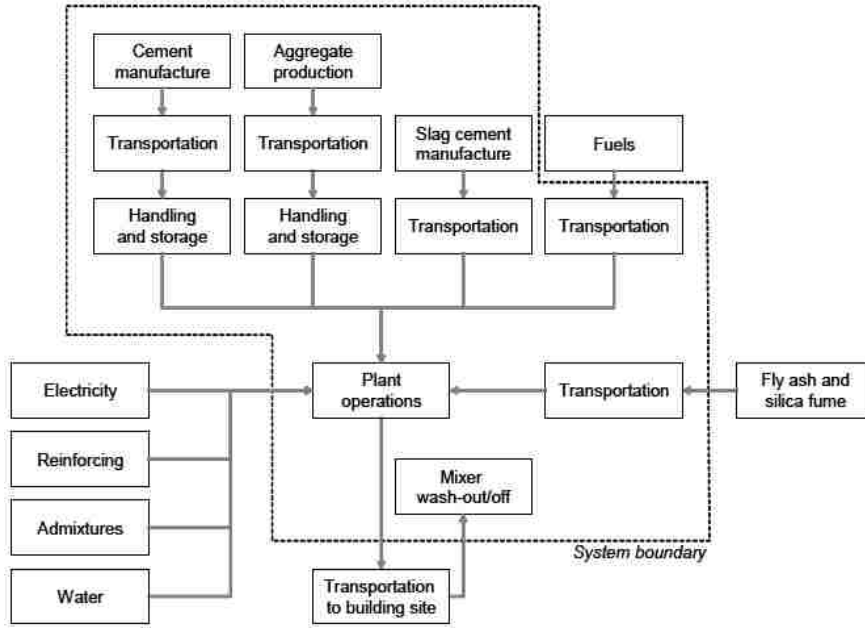 Cement
manufacture
Aggregate
production
Transportation
Transportation
Slag cement
manufacture
Fuels
Handling
and storage
Handling
and storage
Transportation
Transportation
Electricity
Plant
operations
Transportation
Fly ash and
silica fume
Reinforcing
Mixer
wash-out/off
Admixtures
System boundary
Water
Transportation
to building site